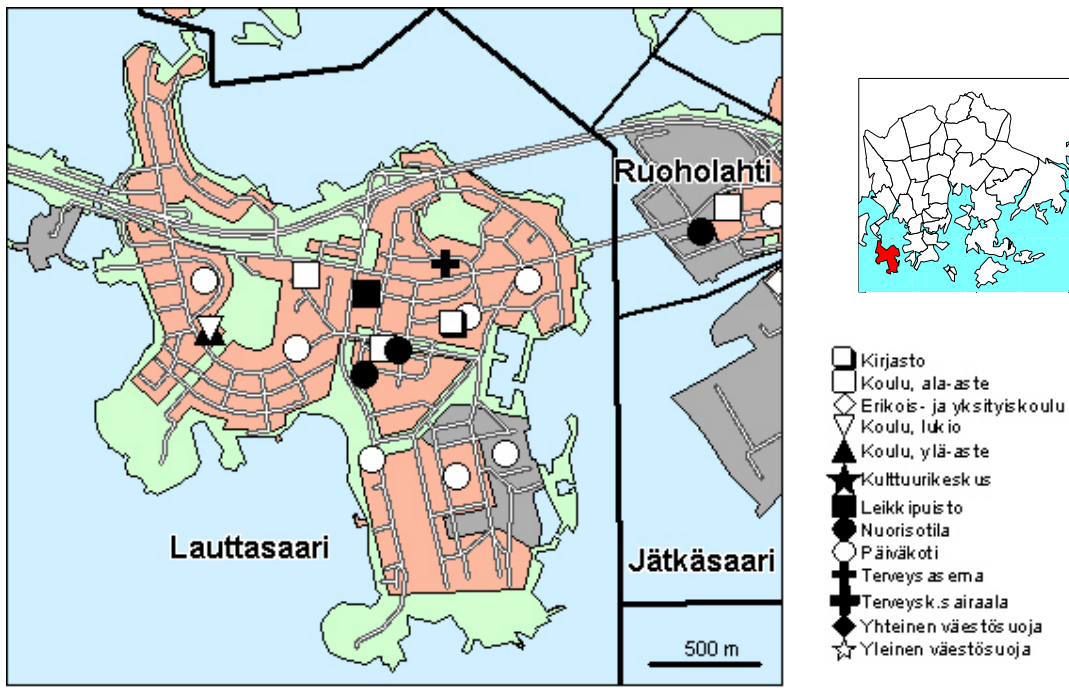 Ruoholahti
Lauttasaari
Jätkäsaari
500 m
Kirjasto
Koulu, ala-aste
Erikois- ja yksityiskoulu
Koulu, lukio
Koulu, ylä-aste
Kulttuurikeskus
Leikkipuisto
Nuorisotila
Päiväkoti
Terveysasema
Terveysk.sairaala
Yhteinen väestösuoja
Yleinen väestösuoja